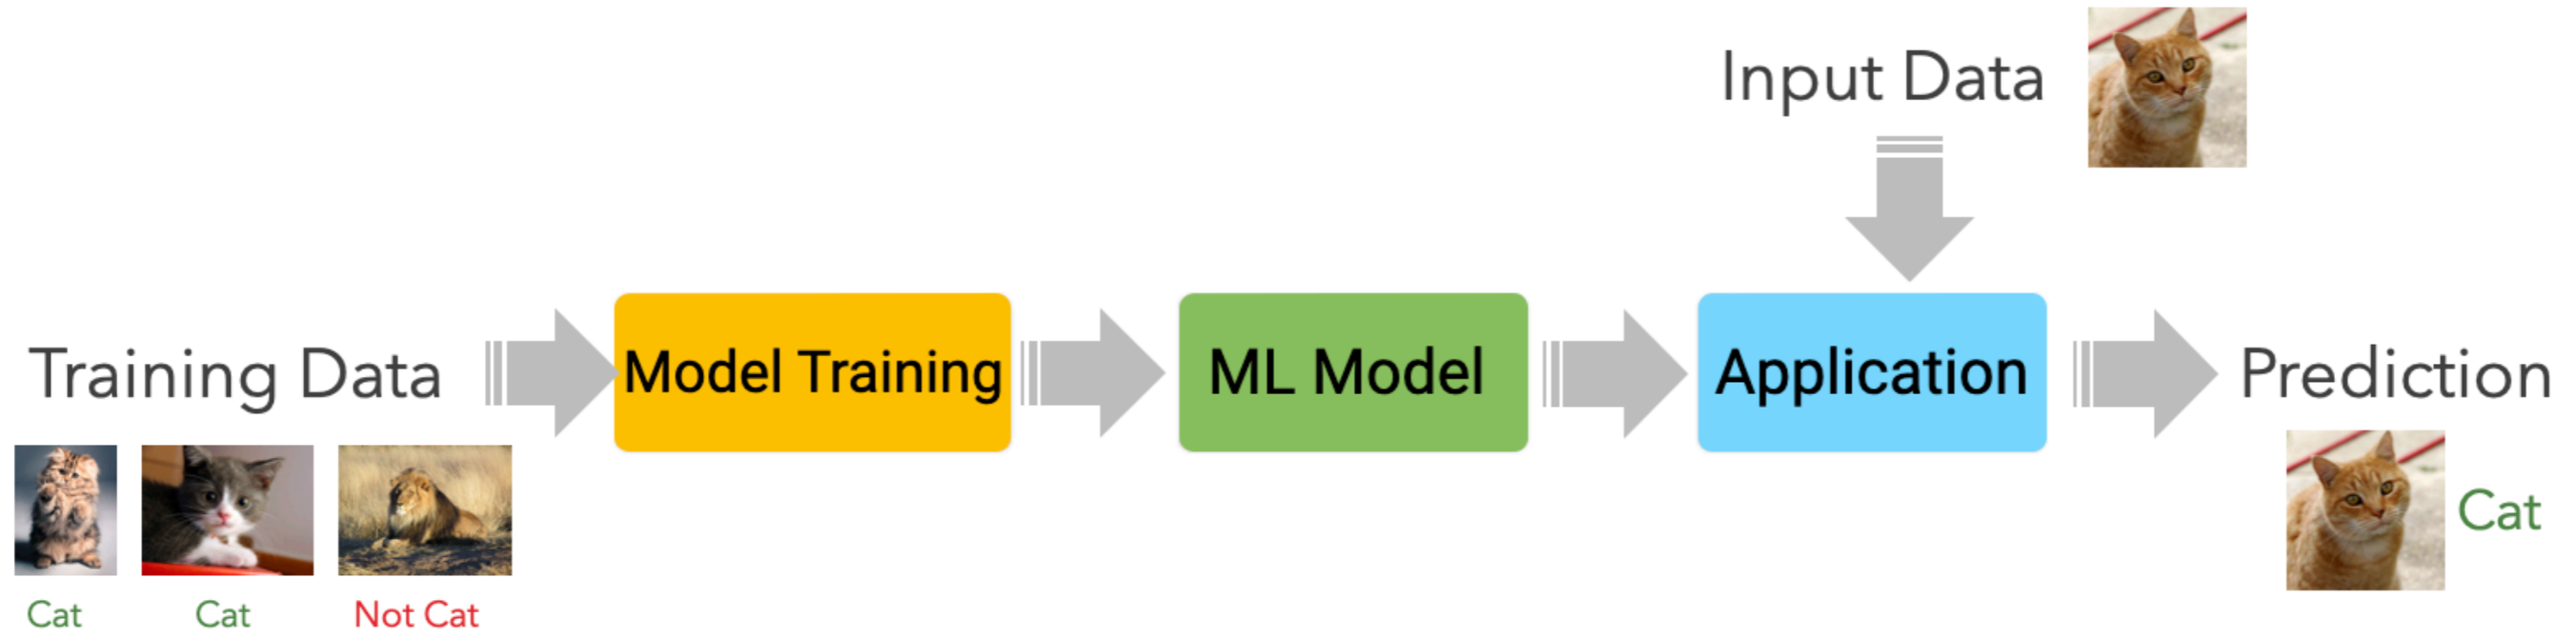 Input Data
Training Data
Model Training
ML Model
Application
Prediction
Cat
Cat
Cat
Not Cat